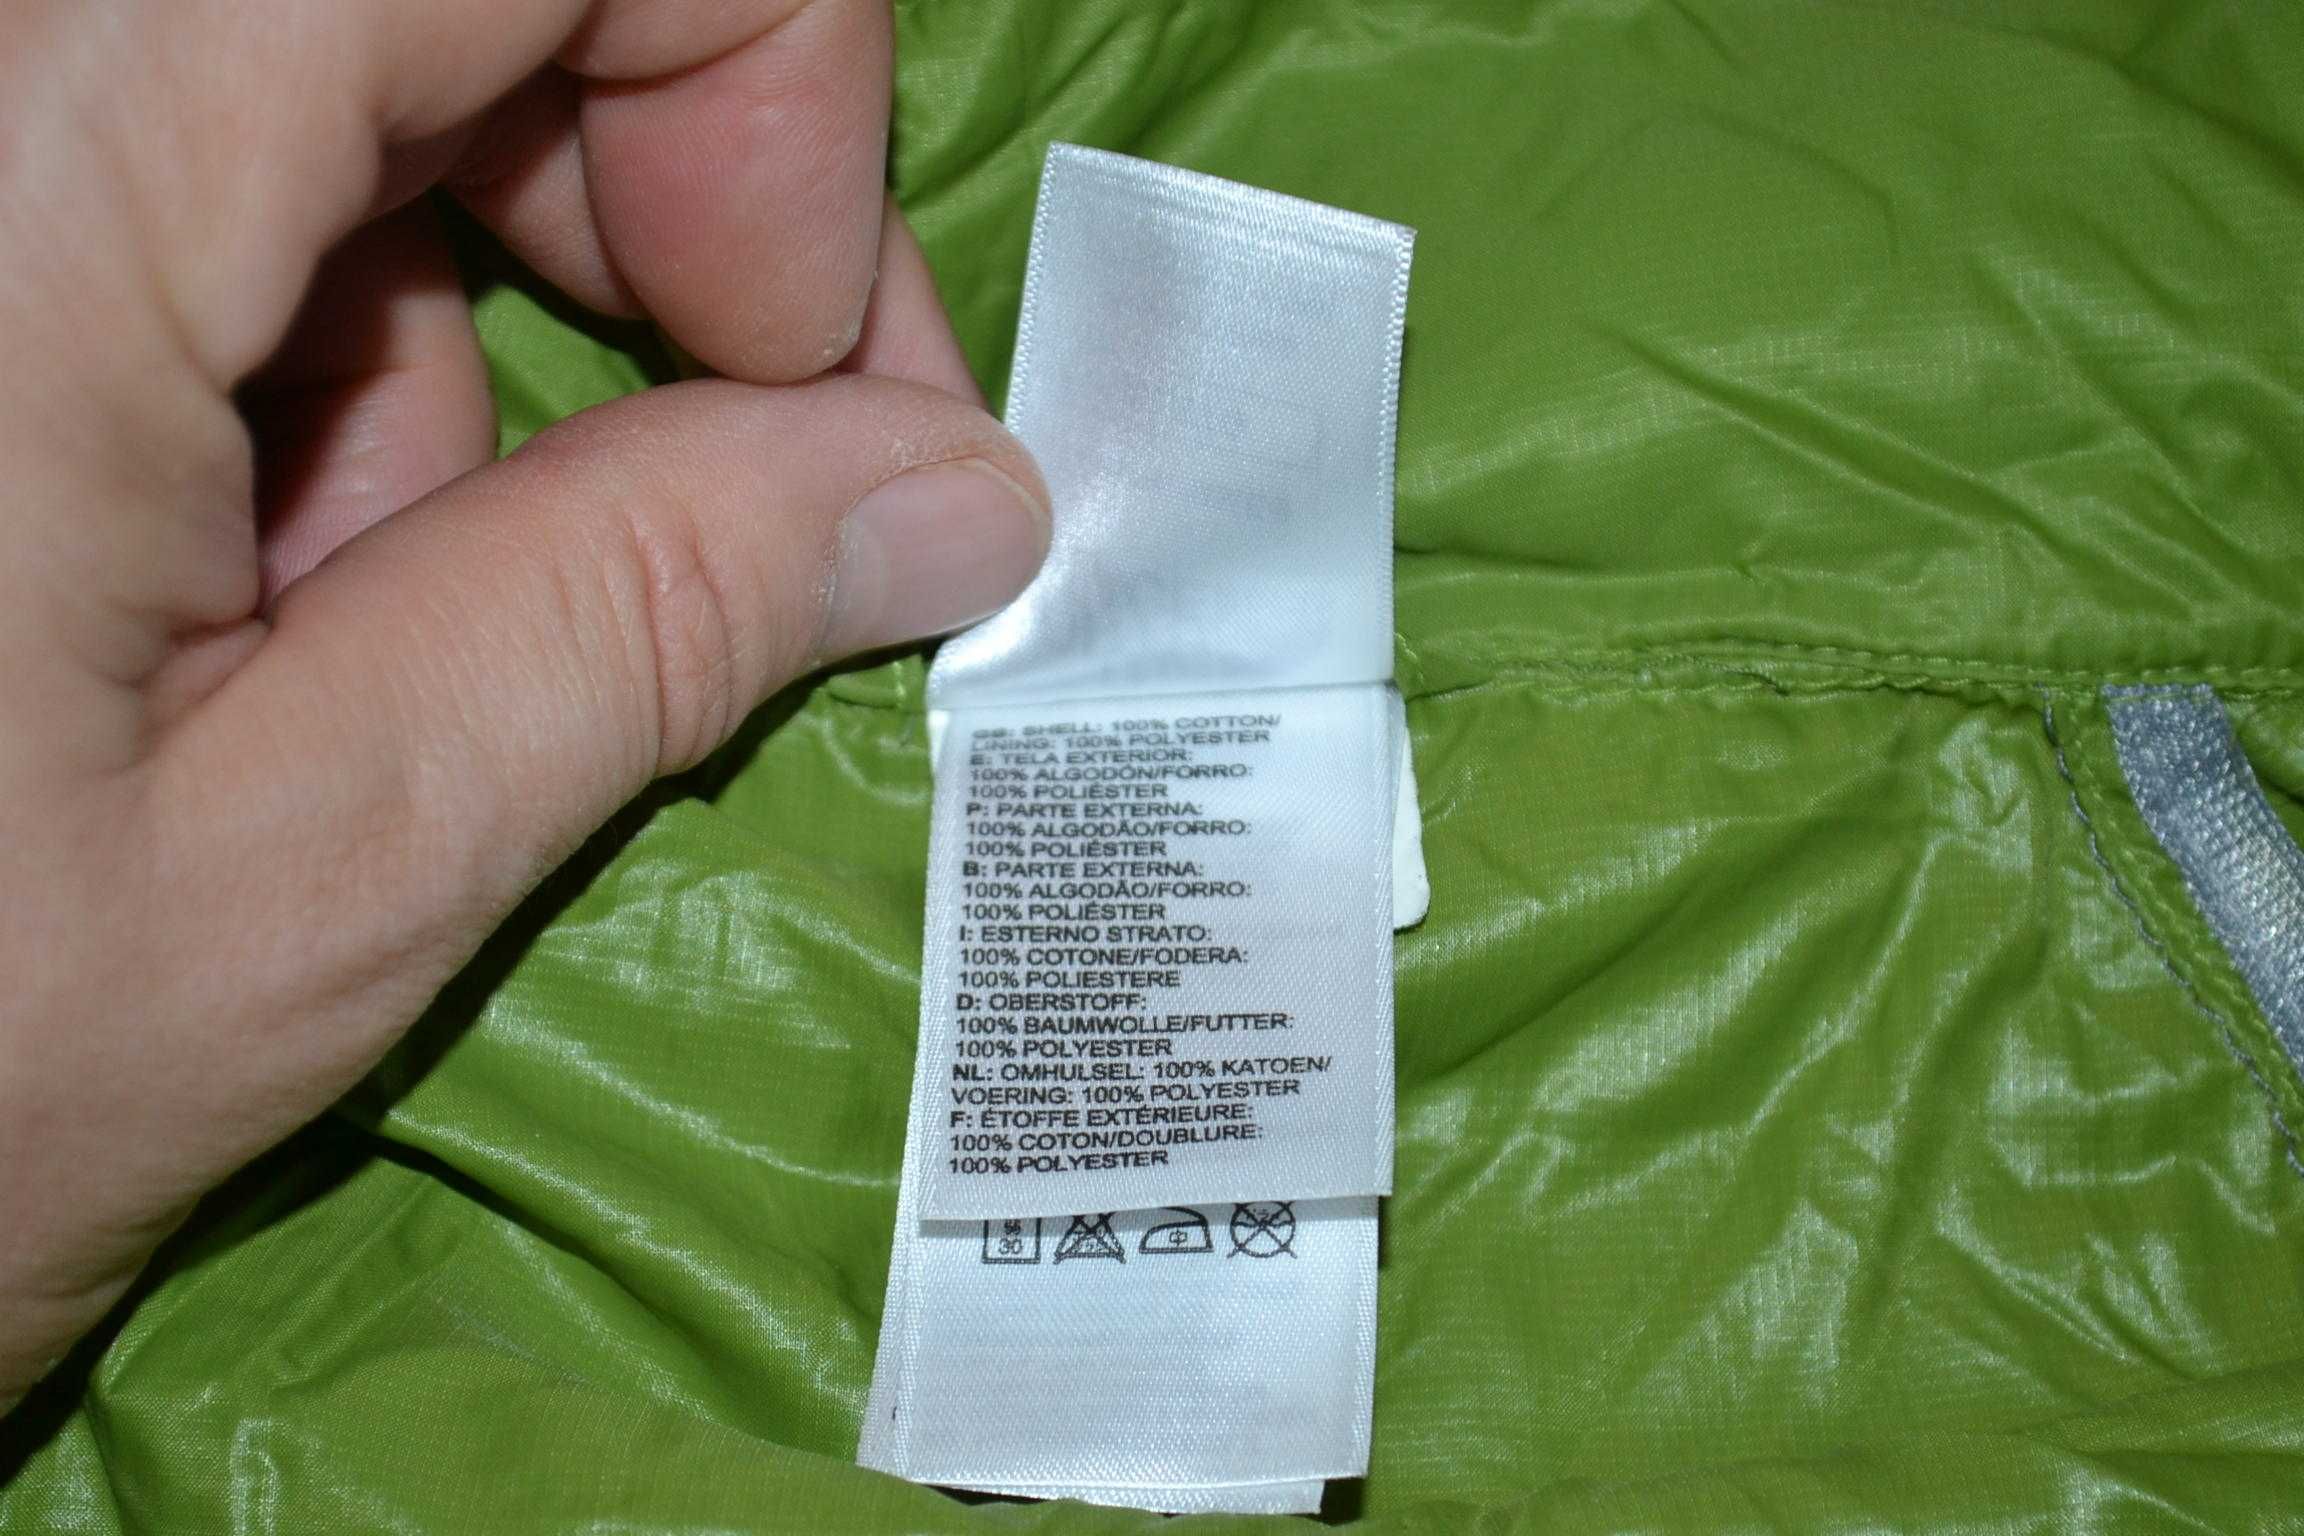 GB: SHELL: 100% COTTON/
LINING: 100% POLYESTER
E: TELA EXTERIOR:
100% ALGODÓN/FORRO:
100% POLIÉSTER
P: PARTE EXTERNA:
100% ALGODÃO/FORRO:
100% POLIÉSTER
B: PARTE EXTERNA:
100% ALGODÃO/FORRO:
100% POLIÉSTER
I: ESTERNO STRATO:
100% COTONE/FODERA:
100% POLIESTERE
D: OBERSTOFF:
100% BAUMWOLLE/FUTTER:
100% POLYESTER
NL: OMHULSEL: 100% KATOEN/
VOERING: 100% POLYESTER
F: ÉTOFFE EXTÉRIEURE:
100% COTON/DOUBLURE:
100% POLYESTER
30